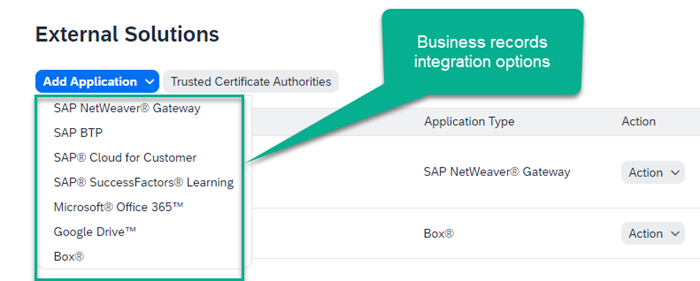 External Solutions
Business records
integration options
Add Application
Trusted Certificate Authorities
SAP NetWeaver® Gateway
SAP BTP
SAP® Cloud for Customer
SAP® SuccessFactors® Learning
Microsoft® Office 365™
Google Drive™
Box®
Application Type
Action
SAP NetWeaver® Gateway
Action
Box®
Action